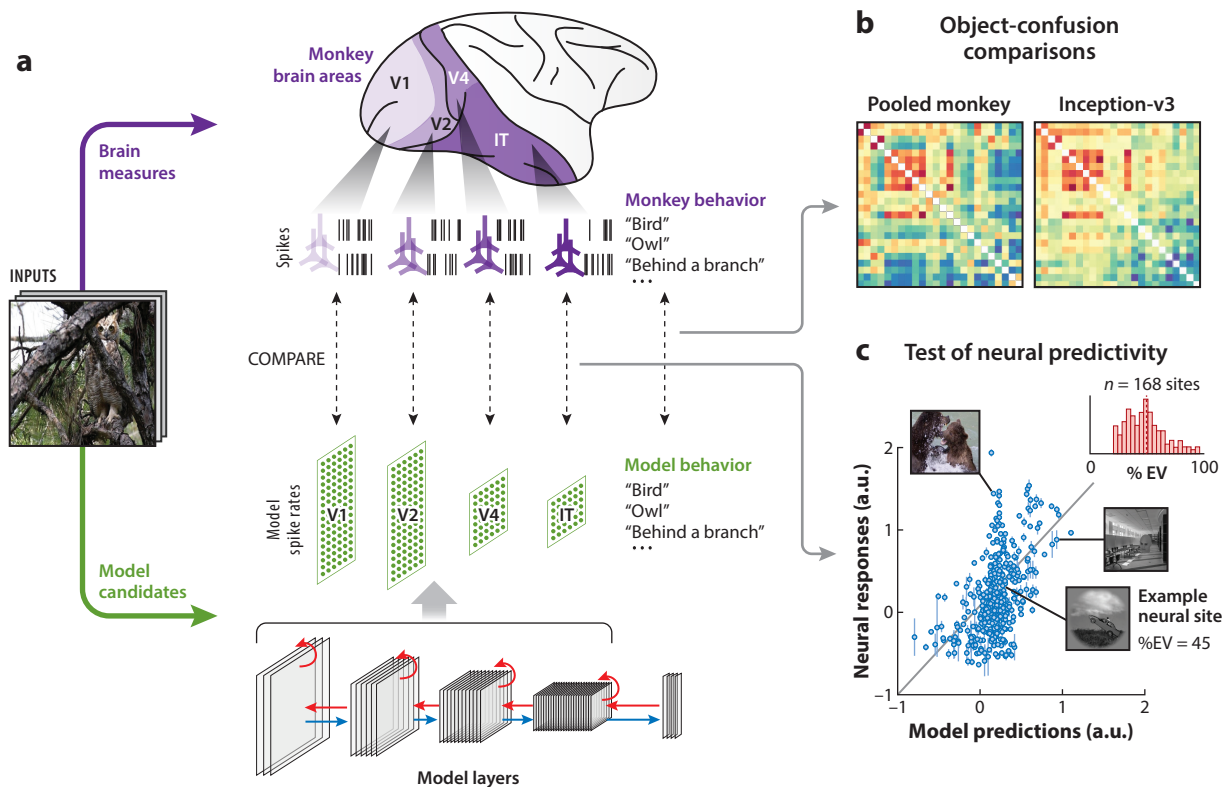 a
Monkey
brain areas
V1
V4
V2
IT
Brain
measures
Spikes
Monkey behavior
“Bird”
“Owl”
“Behind a branch”
• • •
INPUTS
COMPARE
Model
candidates
Model
spike rates
V1
V2
V4
IT
Model behavior
“Bird”
“Owl”
“Behind a branch”
• • •
Model layers
b
Object-confusion
comparisons
Pooled monkey
Inception-v3
c
Test of neural predictivity
n = 168 sites
0
100
% EV
Neural responses (a.u.)
2
1
0
−1
−1
0
1
2
Model predictions (a.u.)
Example
neural site
%EV = 45